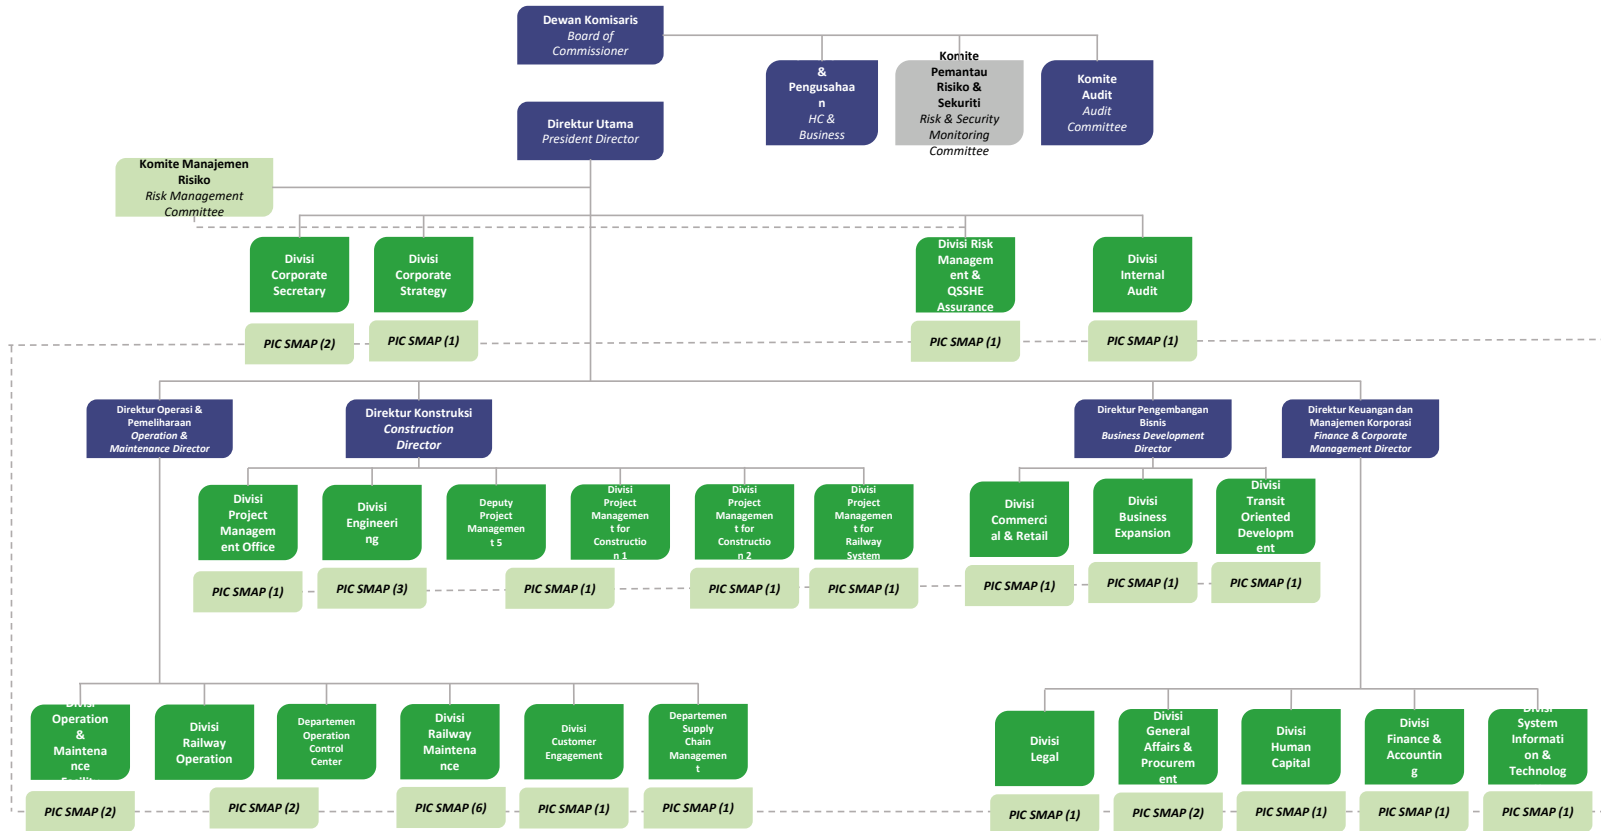 Dewan Komisaris
Board of
Commissioner
&
Pengusahaa
n
HC &
Business
Komite
Pemantau
Risiko &
Sekuriti
Risk & Security
Monitoring
Committee
Komite
Audit
Audit
Committee
Direktur Utama
President Director
Komite Manajemen
Risiko
Risk Management
Committee
Divisi
Corporate
Secretary
Divisi
Corporate
Strategy
Divisi Risk
Managem
ent &
QSSHE
Assurance
Divisi
Internal
Audit
PIC SMAP (2)
PIC SMAP (1)
PIC SMAP (1)
PIC SMAP (1)
Direktur Operasi &
Pemeliharaan
Operation &
Maintenance Director
Direktur Konstruksi
Construction
Director
Direktur Pengembangan
Bisnis
Business Development
Director
Direktur Keuangan dan
Manajemen Korporasi
Finance & Corporate
Management Director
Divisi
Project
Managem
ent Office
Divisi
Engineeri
ng
Deputy
Project
Managemen
t 5
Divisi
Project
Managemen
t for
Constructio
n 1
Divisi
Project
Managemen
t for
Constructio
n 2
Divisi
Project
Managemen
t for
Railway
System
Divisi
Commerci
al & Retail
Divisi
Business
Expansion
Divisi
Transit
Oriented
Developm
ent
PIC SMAP (1)
PIC SMAP (3)
PIC SMAP (1)
PIC SMAP (1)
PIC SMAP (1)
PIC SMAP (1)
PIC SMAP (1)
PIC SMAP (1)
Divisi
Operation
&
Maintena
nce
Facility
Divisi
Railway
Operation
Departemen
Operation
Control
Center
Divisi
Railway
Maintena
nce
Divisi
Customer
Engagement
Departemen
Supply
Chain
Managemen
t
Divisi
Legal
Divisi
General
Affairs &
Procurem
ent
Divisi
Human
Capital
Divisi
Finance &
Accountin
g
Divisi
System
Informati
on &
Technolog
PIC SMAP (2)
PIC SMAP (2)
PIC SMAP (6)
PIC SMAP (1)
PIC SMAP (1)
PIC SMAP (1)
PIC SMAP (2)
PIC SMAP (1)
PIC SMAP (1)
PIC SMAP (1)